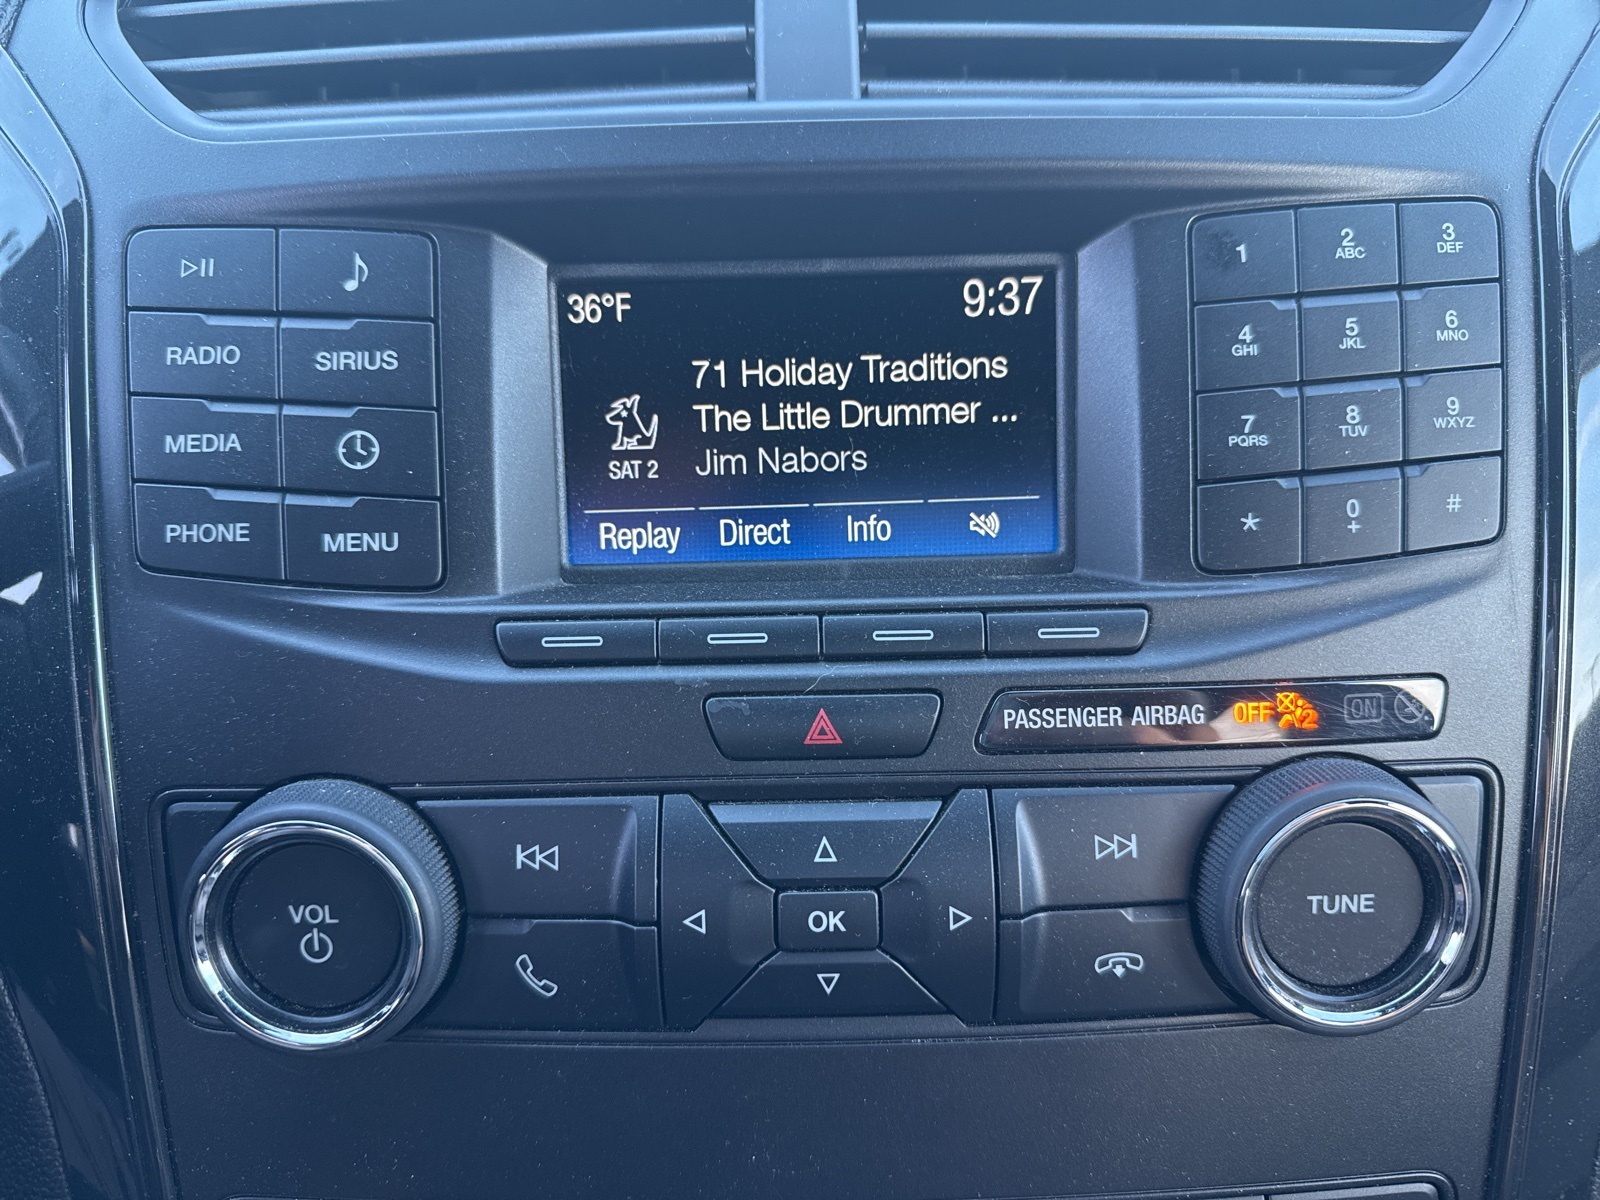 36°F 9:37
71 Holiday Traditions
The Little Drummer ...
SAT 2 Jim Nabors
Replay Direct Info
RADIO SIRIUS
MEDIA
PHONE MENU
1 2 ABC 3 DEF
4 GHI 5 JKL 6 MNO
7 PQRS 8 TUV 9 WXYZ
* 0 + #
PASSENGER AIRBAG OFF 2 ON
VOL
OK
TUNE